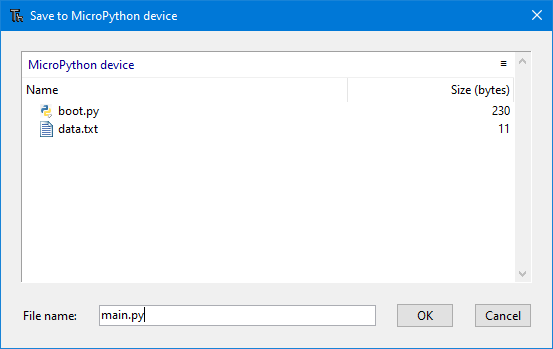 Save to MicroPython device
MicroPython device ≡
Name Size (bytes)
boot.py 230
data.txt 11
File name: main.py OK Cancel